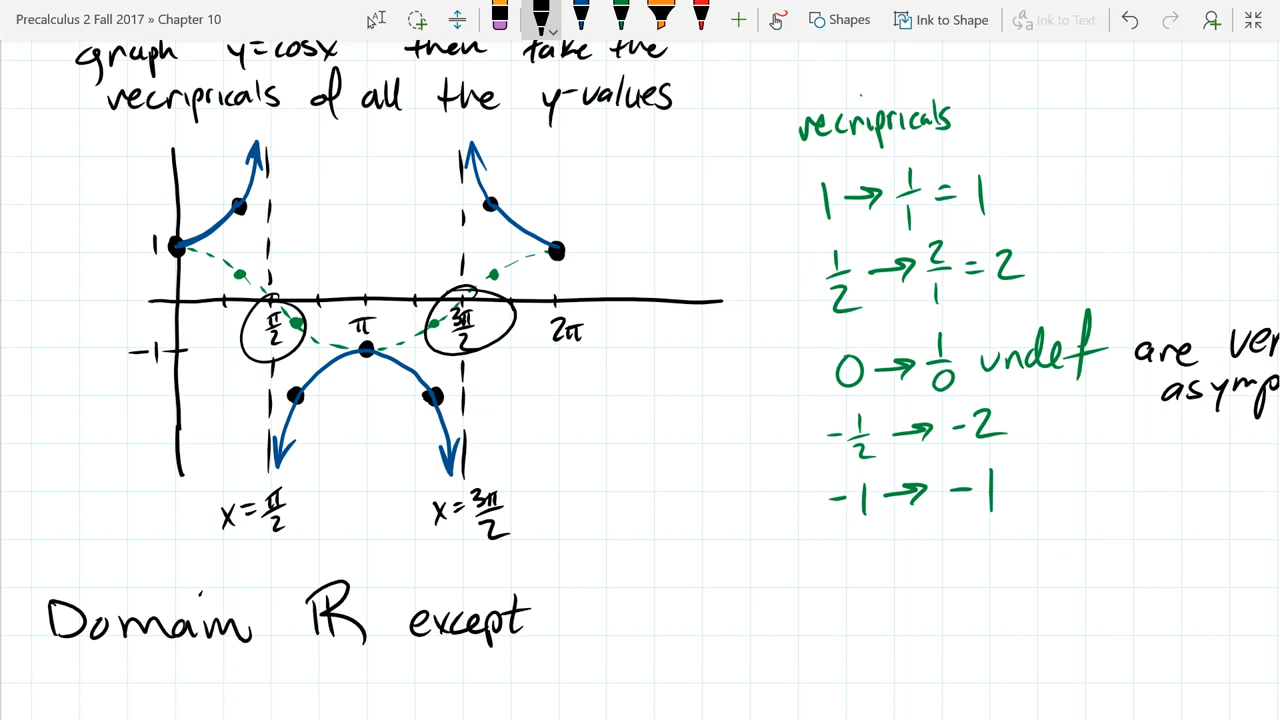 Precalculus 2 Fall 2017 » Chapter 10
Shapes
Ink to Shape
Ink to Text
graph y=cosx then take the
recripricals of all the y-values
1
-1
π/2
π
3π/2
2π
x=π/2
x=3π/2
recripricals
1→1/1=1
1/2→2/1=2
0→1/0 undef are ver
asymp
-1/2→-2
-1→-1
Domain ℝ except